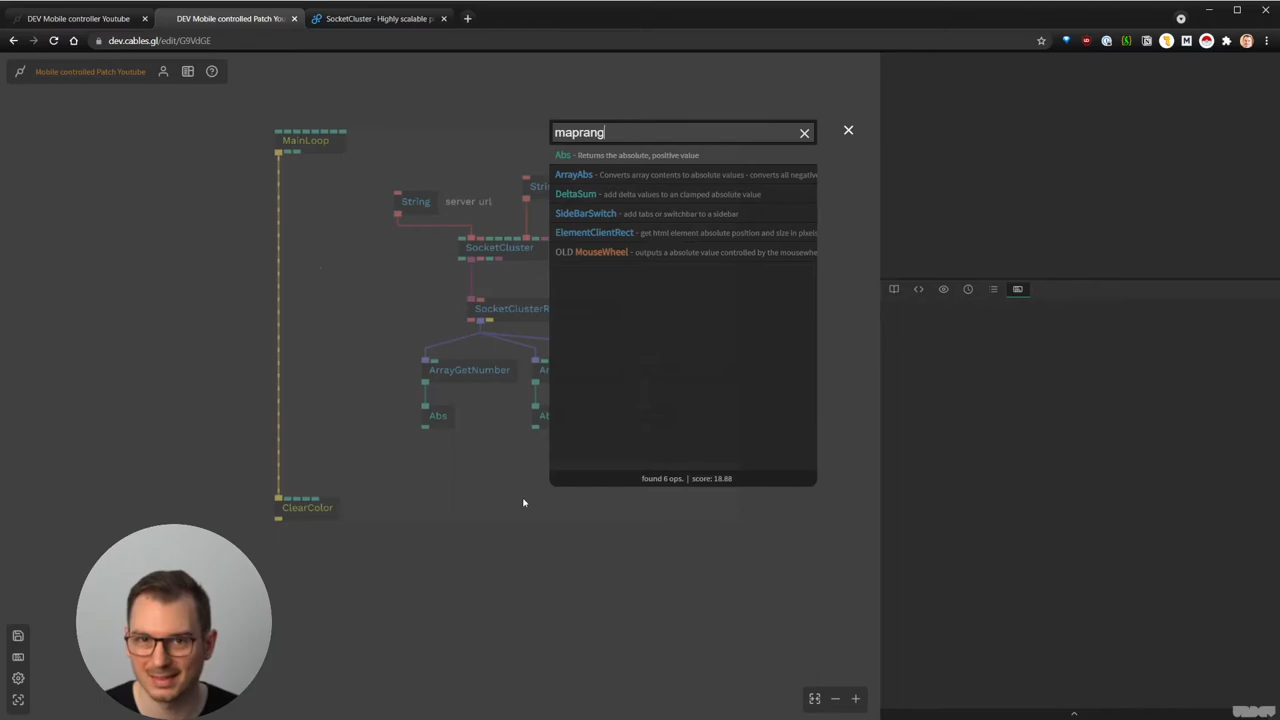 DEV Mobile controller Youtube
DEV Mobile controlled Patch You
SocketCluster - Highly scalable p
dev.cables.gl/edit/G9VdGE
Mobile controlled Patch Youtube
maprang
MainLoop
Abs - Returns the absolute, positive value
ArrayAbs - Converts array contents to absolute values - converts all negative
Stri
DeltaSum - add delta values to an clamped absolute value
String server url
SideBarSwitch - add tabs or switchbar to a sidebar
ElementClientRect - get html element absolute position and size in pixels
SocketCluster
OLD MouseWheel - outputs a absolute value controlled by the mousewhe
SocketClusterR
ArrayGetNumber
Ar
Abs
Ab
found 6 ops. | score: 18.88
ClearColor